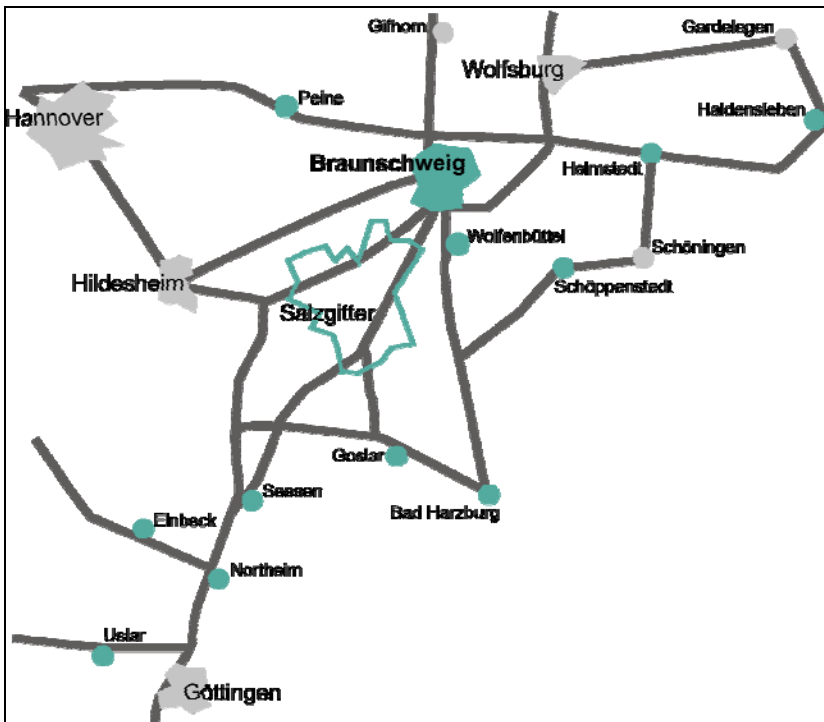 Gifhorn
Gardelegen
Wolfsburg
Peine
Hannover
Haldensleben
Braunschweig
Helmstedt
Wolfenbüttel
Schöningen
Hildesheim
Schöppenstedt
Salzgitter
Goslar
Seesen
Bad Harzburg
Einbeck
Northeim
Uslar
Göttingen